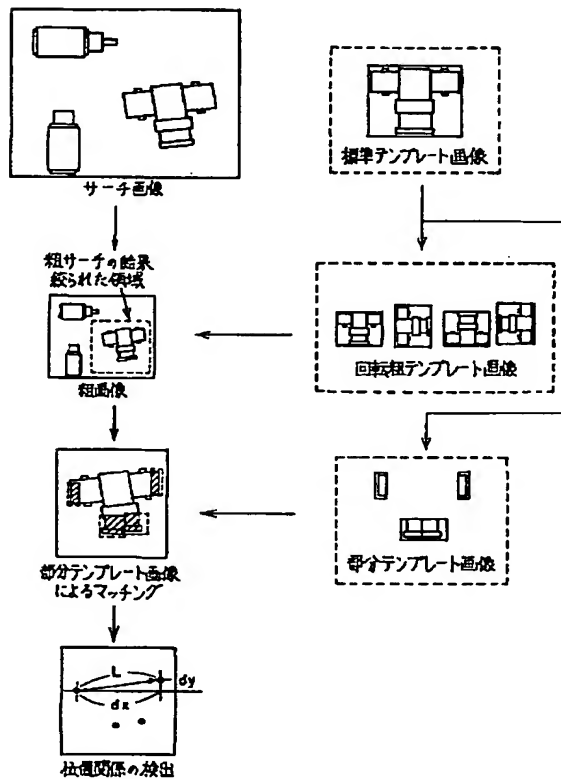 サーチ画像
標準テンプレート画像
粗サーチの結果
絞られた領域
粗画像
回転粗テンプレート画像
部分テンプレート画像
によるマッチング
部分テンプレート画像
L
dy
dx
位置関係の検出